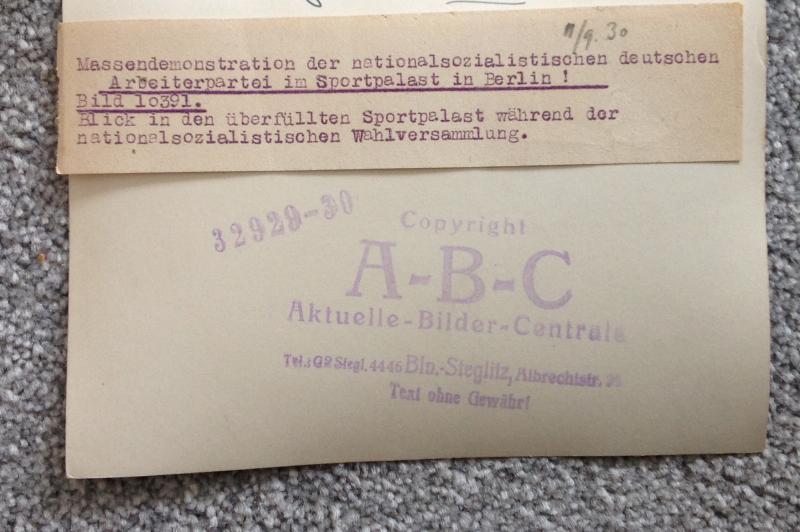 11/9. 30
Massendemonstration der nationalsozialistischen deutschen
Arbeiterpartei im Sportpalast in Berlin !
Bild 1o391.
Blick in den überfüllten Sportpalast während der
nationalsozialistischen Wahlversammlung.
32929-30
Copyright
A-B-C
Aktuelle-Bilder-Centrale
Tel.: G2 Stegl. 4446 Bln.-Steglitz, Albrechtstr.
Text ohne Gewähr!